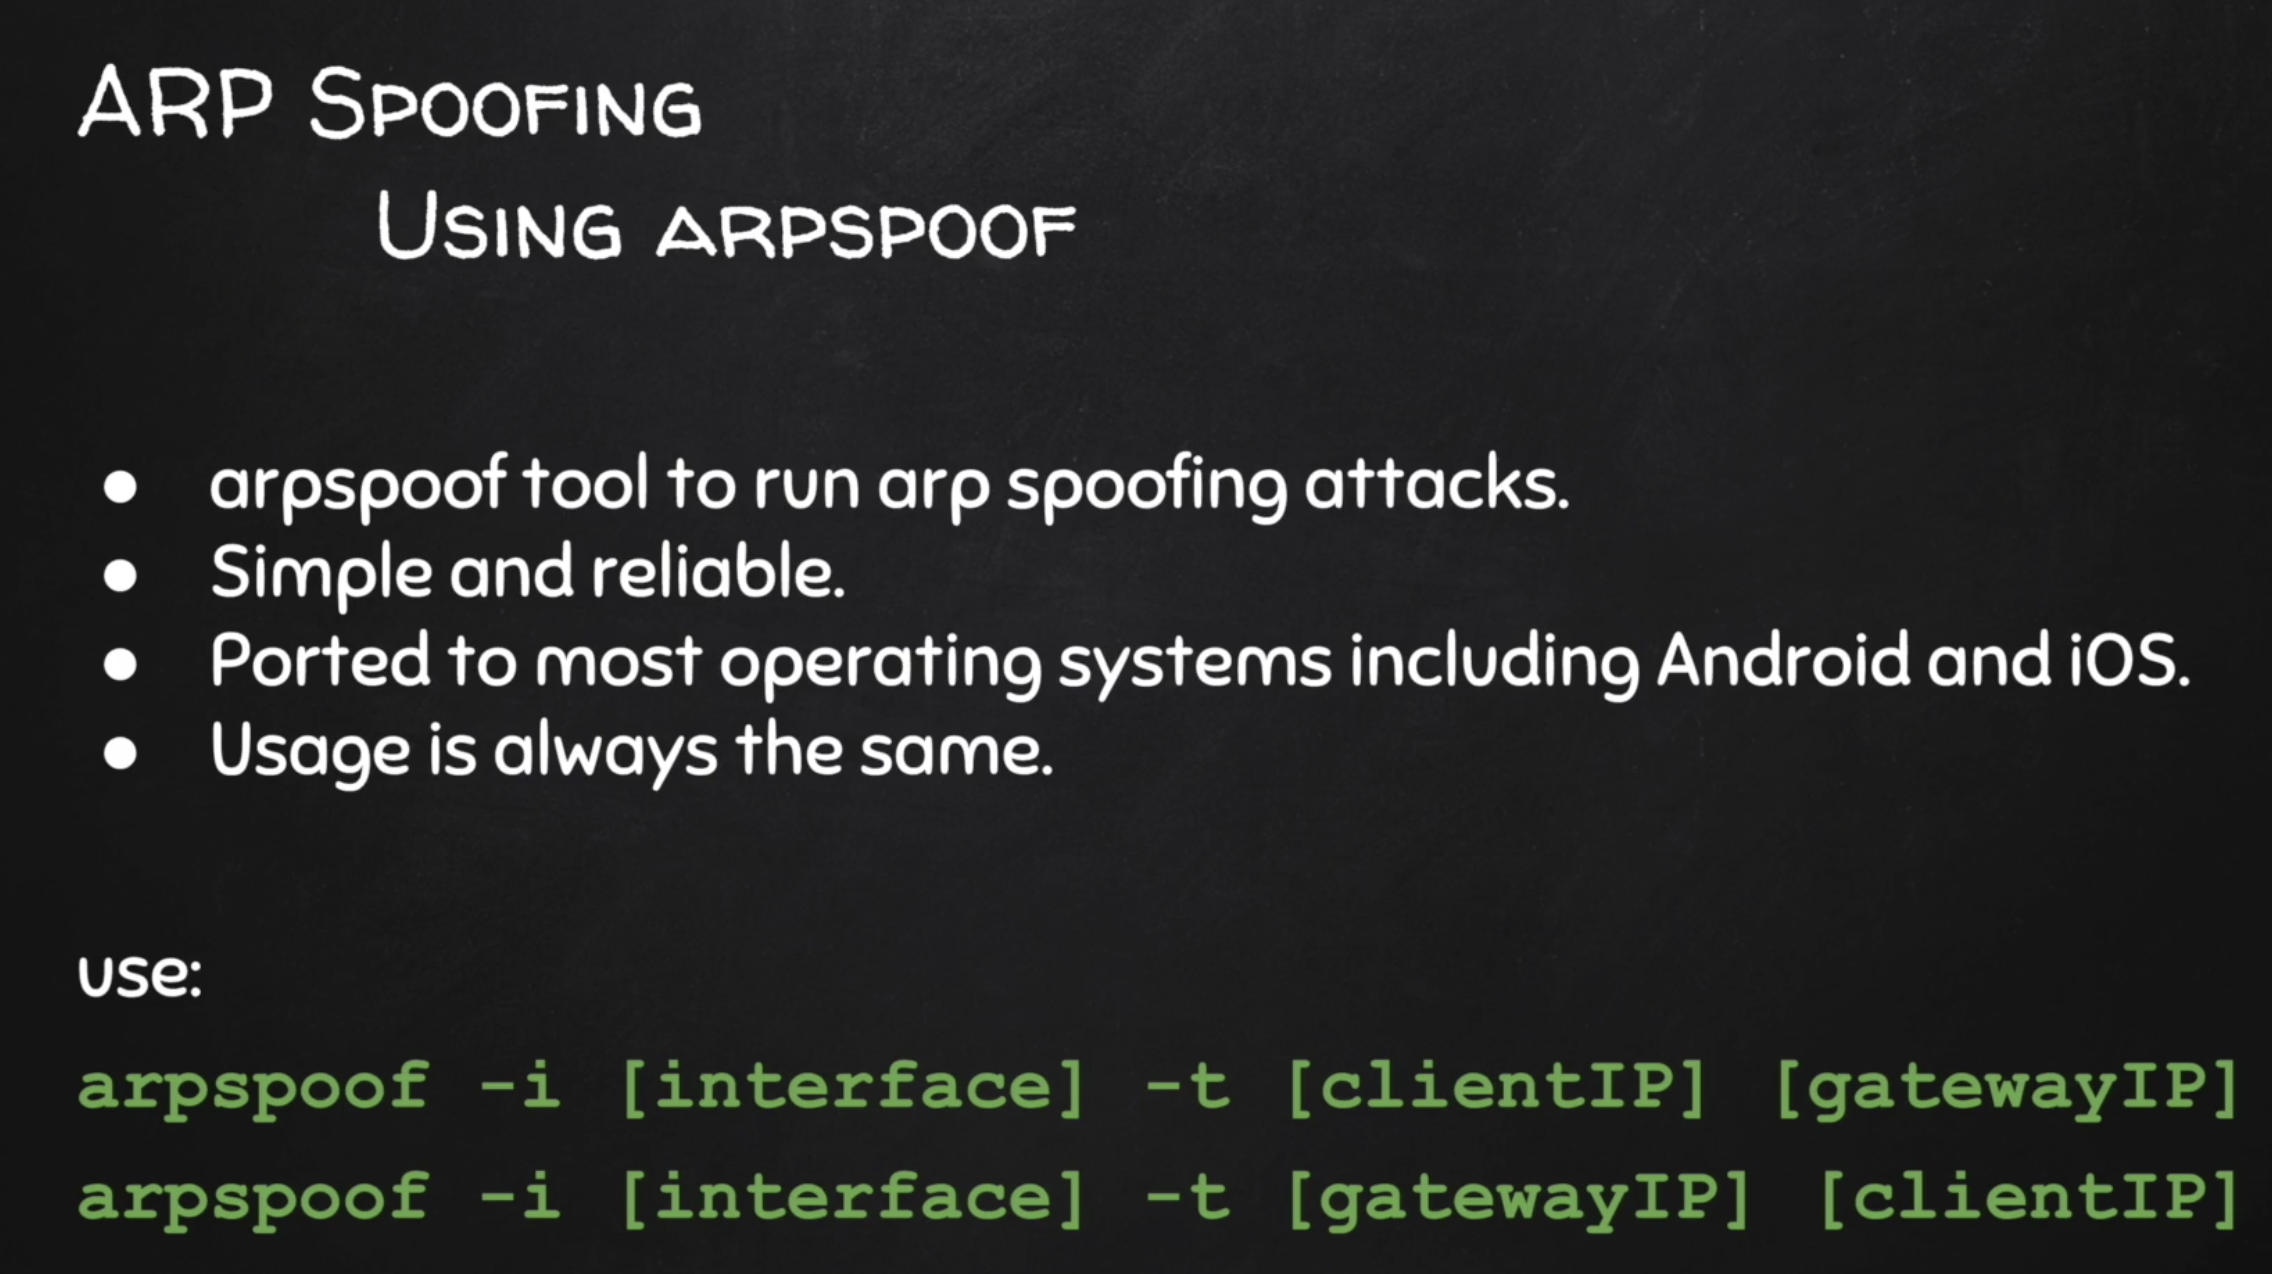 ARP Spoofing
Using arpspoof
● arpspoof tool to run arp spoofing attacks.
● Simple and reliable.
● Ported to most operating systems including Android and iOS.
● Usage is always the same.
use:
arpspoof -i [interface] -t [clientIP] [gatewayIP]
arpspoof -i [interface] -t [gatewayIP] [clientIP]